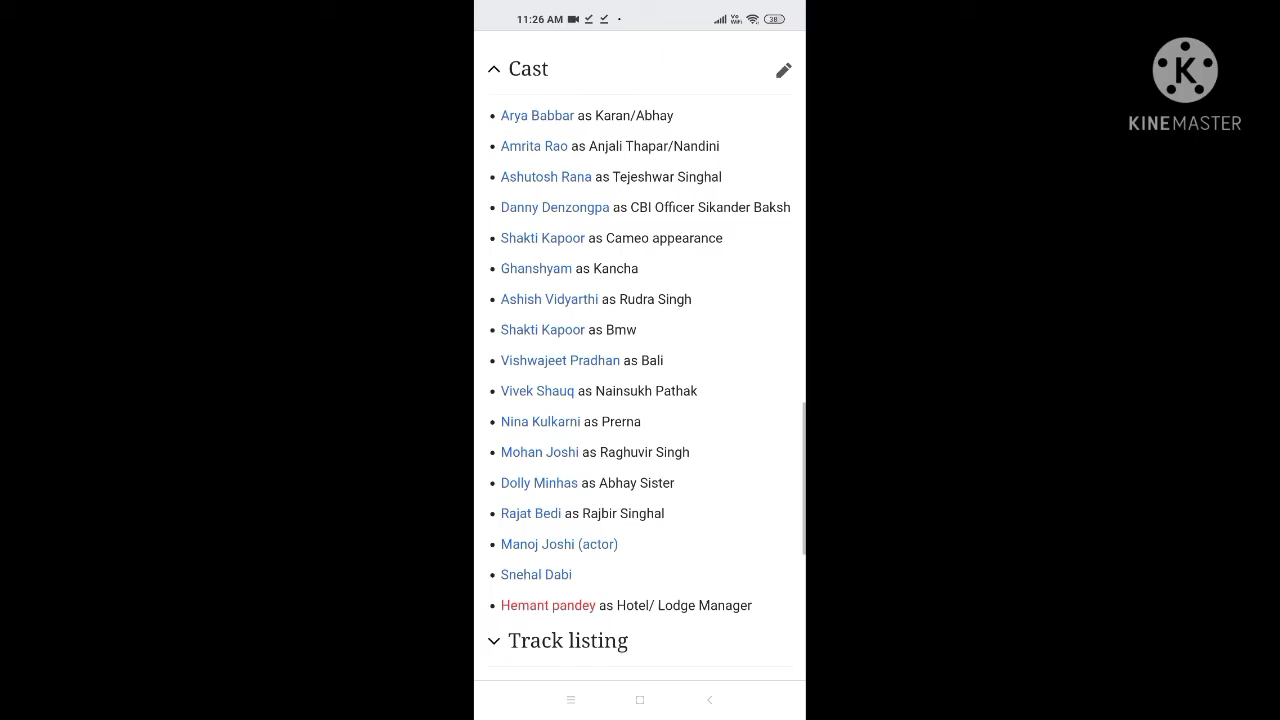 11:26 AM
Vo
WiFi
38
K
KINEMASTER
Cast
Arya Babbar as Karan/Abhay
Amrita Rao as Anjali Thapar/Nandini
Ashutosh Rana as Tejeshwar Singhal
Danny Denzongpa as CBI Officer Sikander Baksh
Shakti Kapoor as Cameo appearance
Ghanshyam as Kancha
Ashish Vidyarthi as Rudra Singh
Shakti Kapoor as Bmw
Vishwajeet Pradhan as Bali
Vivek Shauq as Nainsukh Pathak
Nina Kulkarni as Prerna
Mohan Joshi as Raghuvir Singh
Dolly Minhas as Abhay Sister
Rajat Bedi as Rajbir Singhal
Manoj Joshi (actor)
Snehal Dabi
Hemant pandey as Hotel/ Lodge Manager
Track listing